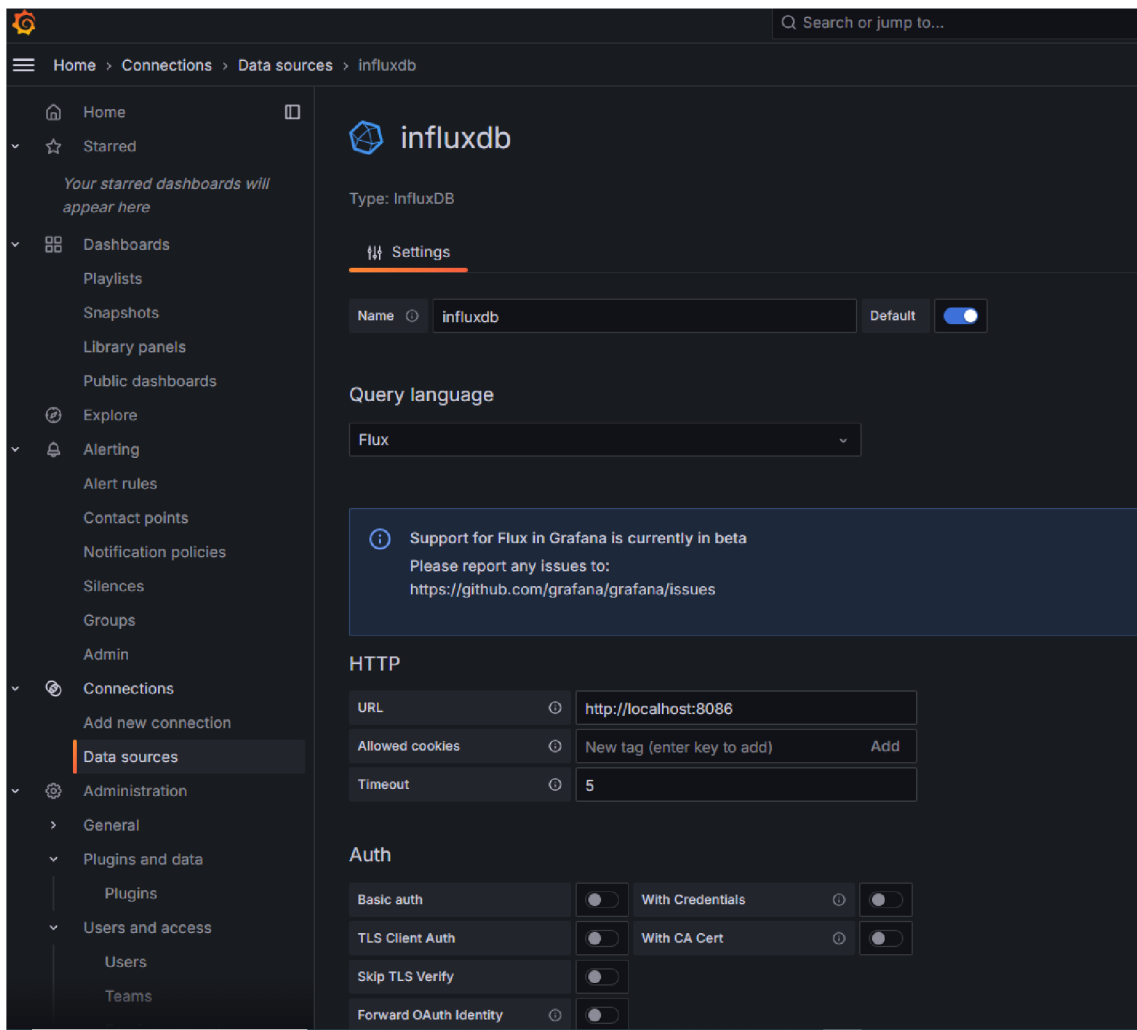 Search or jump to...
Home › Connections › Data sources › influxdb
Home
Starred
Your starred dashboards will
appear here
Dashboards
Playlists
Snapshots
Library panels
Public dashboards
Explore
Alerting
Alert rules
Contact points
Notification policies
Silences
Groups
Admin
Connections
Add new connection
Data sources
Administration
General
Plugins and data
Plugins
Users and access
Users
Teams
influxdb
Type: InfluxDB
Settings
Name influxdb Default
Query language
Flux
Support for Flux in Grafana is currently in beta
Please report any issues to:
https://github.com/grafana/grafana/issues
HTTP
URL http://localhost:8086
Allowed cookies New tag (enter key to add) Add
Timeout 5
Auth
Basic auth With Credentials
TLS Client Auth With CA Cert
Skip TLS Verify
Forward OAuth Identity